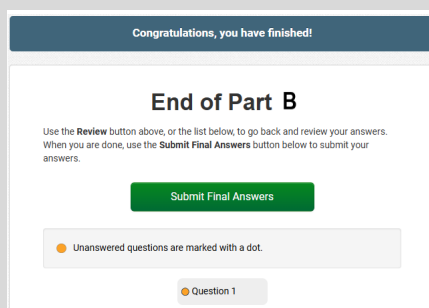 Congratulations, you have finished!
End of Part B
Use the Review button above, or the list below, to go back and review your answers.
When you are done, use the Submit Final Answers button below to submit your
answers.
Submit Final Answers
Unanswered questions are marked with a dot.
Question 1